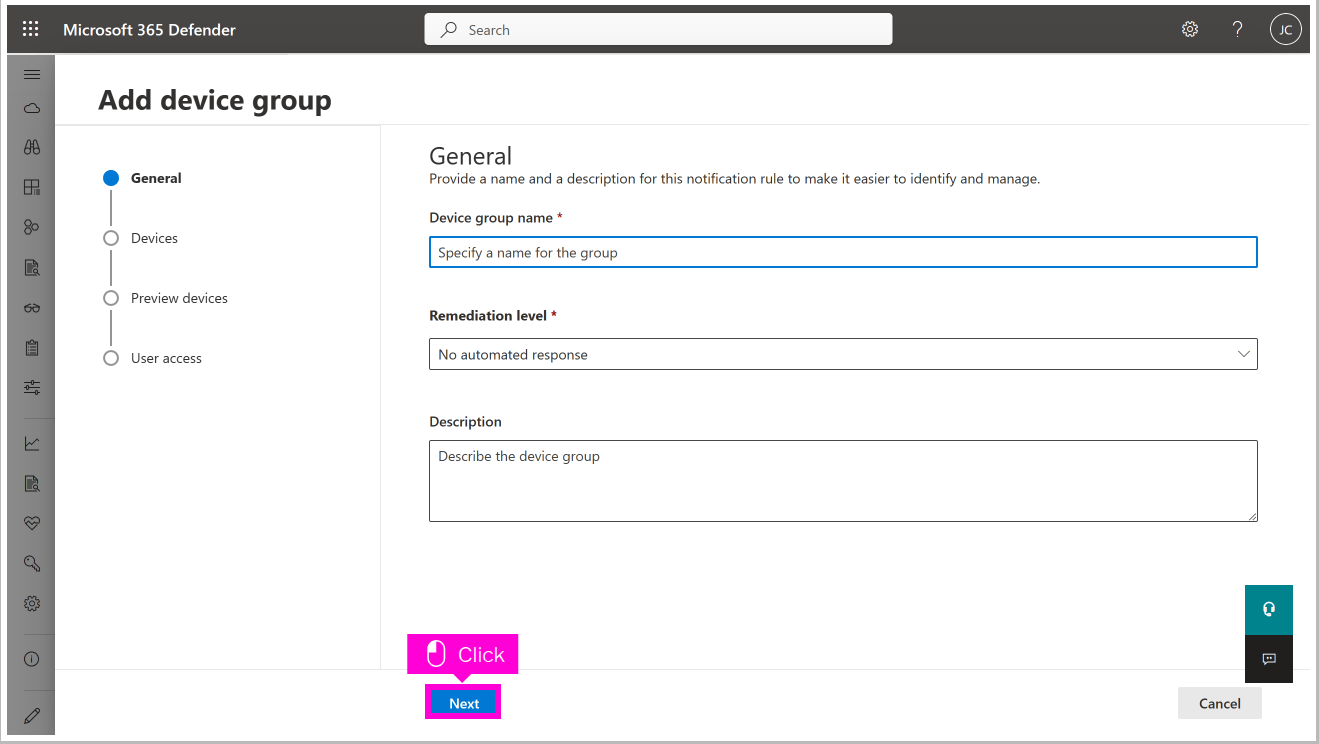 Microsoft 365 Defender
Search
?
JC
Add device group
General
Devices
Preview devices
User access
General
Provide a name and a description for this notification rule to make it easier to identify and manage.
Device group name *
Specify a name for the group
Remediation level *
No automated response
Description
Describe the device group
Click
Next
Cancel